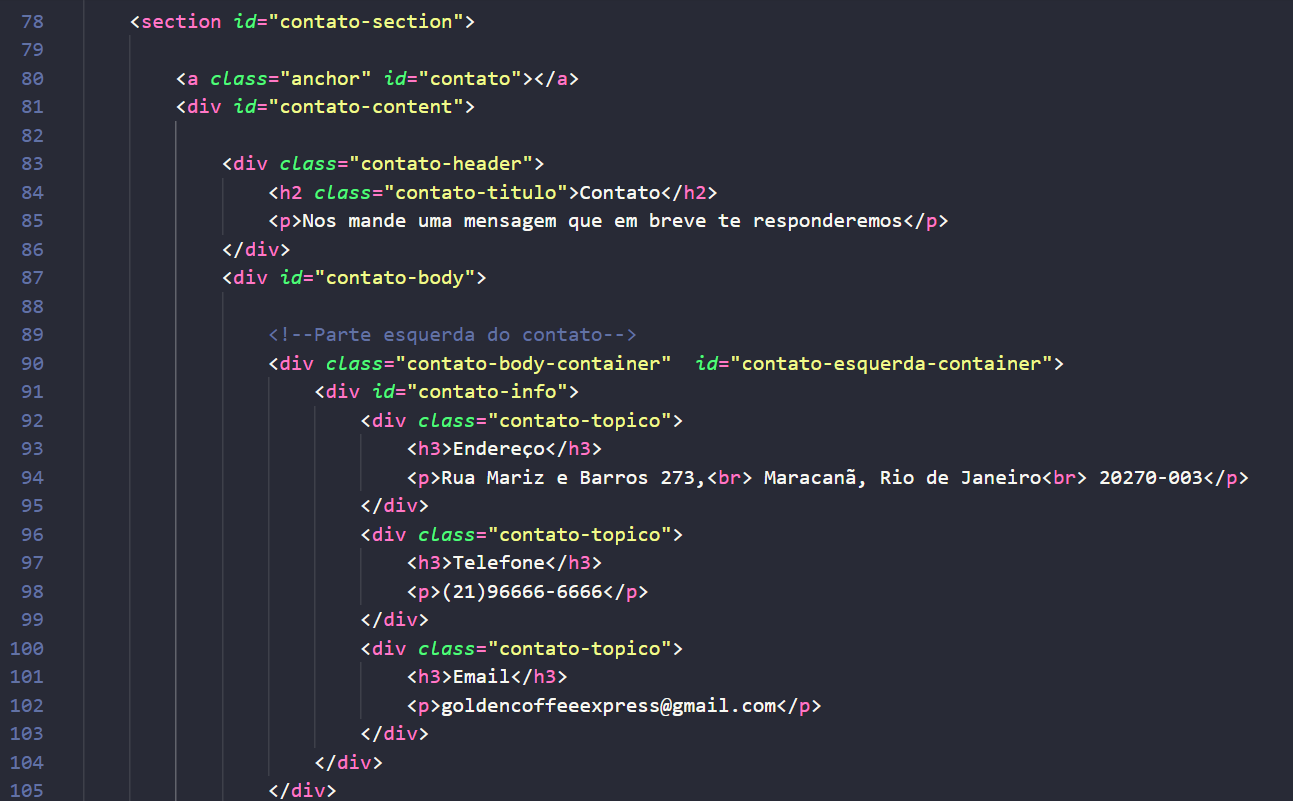 78 <section id="contato-section">
79
80 <a class="anchor" id="contato"></a>
81 <div id="contato-content">
82
83 <div class="contato-header">
84 <h2 class="contato-titulo">Contato</h2>
85 <p>Nos mande uma mensagem que em breve te responderemos</p>
86 </div>
87 <div id="contato-body">
88
89 <!--Parte esquerda do contato-->
90 <div class="contato-body-container"  id="contato-esquerda-container">
91 <div id="contato-info">
92 <div class="contato-topico">
93 <h3>Endereço</h3>
94 <p>Rua Mariz e Barros 273,<br> Maracanã, Rio de Janeiro<br> 20270-003</p>
95 </div>
96 <div class="contato-topico">
97 <h3>Telefone</h3>
98 <p>(21)96666-6666</p>
99 </div>
100 <div class="contato-topico">
101 <h3>Email</h3>
102 <p>goldencoffeeexpress@gmail.com</p>
103 </div>
104 </div>
105 </div>